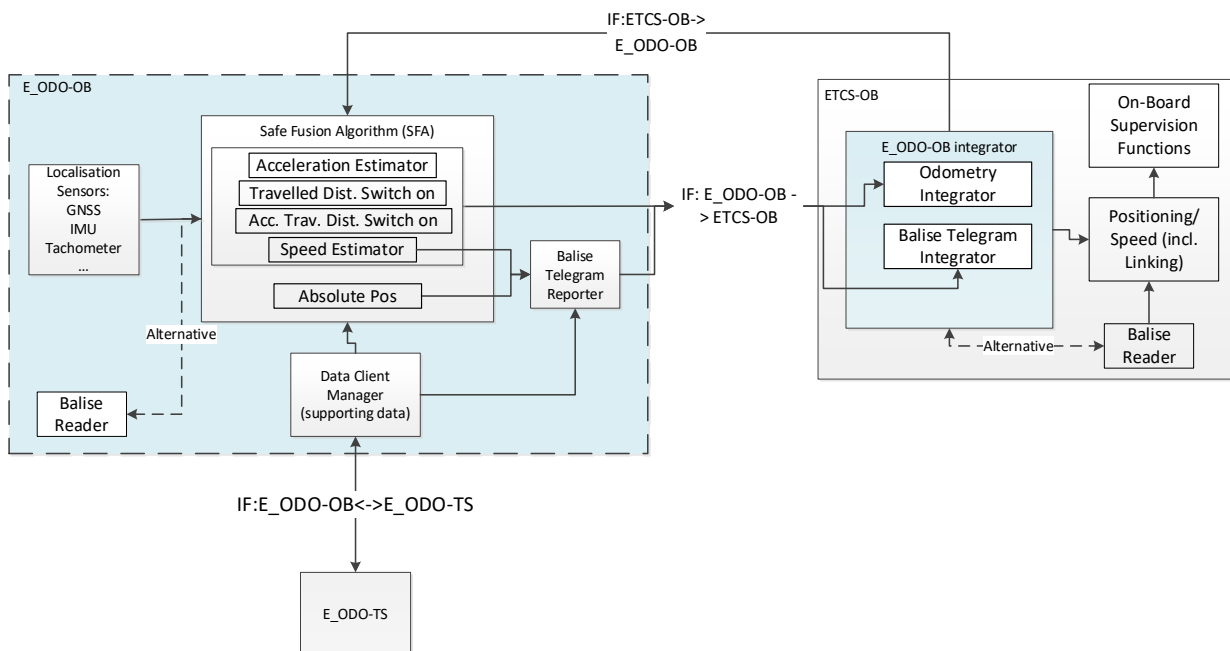 IF:ETCS-OB->
E_ODO-OB
E_ODO-OB
Safe Fusion Algorithm (SFA)
Acceleration Estimator
Travelled Dist. Switch on
Acc. Trav. Dist. Switch on
Speed Estimator
Absolute Pos
Localisation
Sensors:
GNSS
IMU
Tachometer
...
Alternative
Balise
Reader
Data Client
Manager
(supporting data)
Balise
Telegram
Reporter
IF: E_ODO-OB -
> ETCS-OB
ETCS-OB
E_ODO-OB integrator
Odometry
Integrator
Balise Telegram
Integrator
On-Board
Supervision
Functions
Positioning/
Speed (incl.
Linking)
Alternative
Balise
Reader
IF:E_ODO-OB<->E_ODO-TS
E_ODO-TS